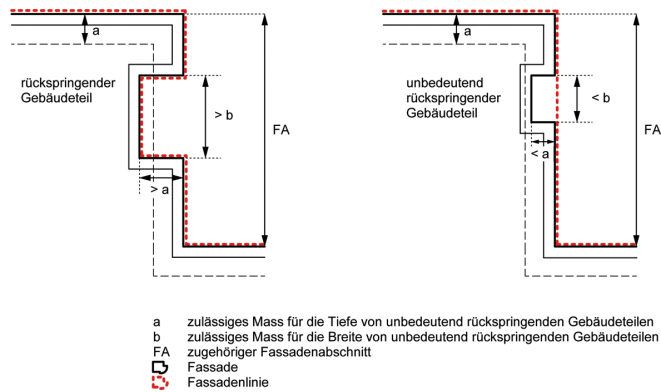 a
rückspringender
Gebäudeteil
> b
FA
> a
a
unbedeutend
rückspringender
Gebäudeteil
< b
FA
< a
a zulässiges Mass für die Tiefe von unbedeutend rückspringenden Gebäudeteilen
b zulässiges Mass für die Breite von unbedeutend rückspringenden Gebäudeteilen
FA zugehöriger Fassadenabschnitt
Fassade
Fassadenlinie